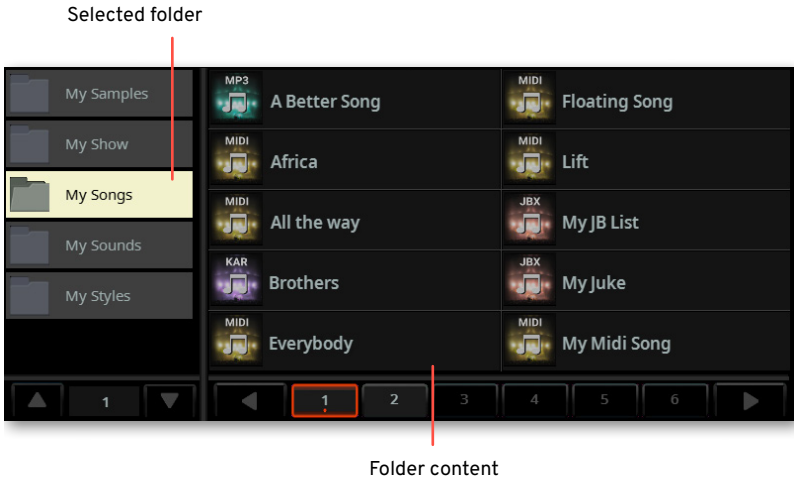 Selected folder
My Samples
My Show
My Songs
My Sounds
My Styles
1
MP3
A Better Song
MIDI
Africa
MIDI
All the way
KAR
Brothers
MIDI
Everybody
MIDI
Floating Song
MIDI
Lift
JBX
My JB List
JBX
My Juke
MIDI
My Midi Song
1 2 3 4 5 6
Folder content